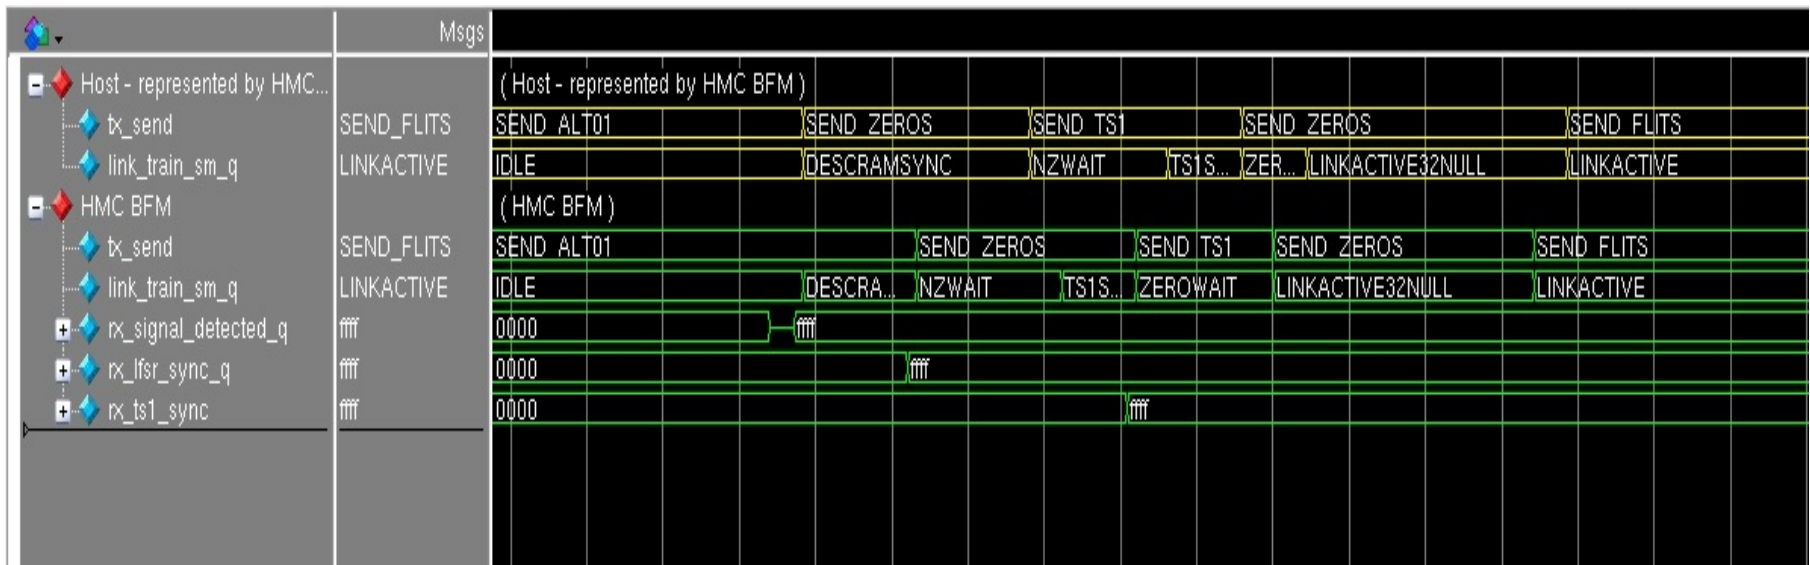 Msgs
Host - represented by HMC... ( Host - represented by HMC BFM )
tx_send SEND_FLITS SEND_ALT01 SEND_ZEROS SEND_TS1 SEND_ZEROS SEND_FLITS
link_train_sm_q LINKACTIVE IDLE DESCRAMSYNC NZWAIT TS1S... ZER... LINKACTIVE32NULL LINKACTIVE
HMC BFM ( HMC BFM )
tx_send SEND_FLITS SEND_ALT01 SEND_ZEROS SEND_TS1 SEND_ZEROS SEND_FLITS
link_train_sm_q LINKACTIVE IDLE DESCRA... NZWAIT TS1S... ZEROWAIT LINKACTIVE32NULL LINKACTIVE
rx_signal_detected_q ffff 0000 ffff
rx_lfsr_sync_q ffff 0000 ffff
rx_ts1_sync ffff 0000 ffff